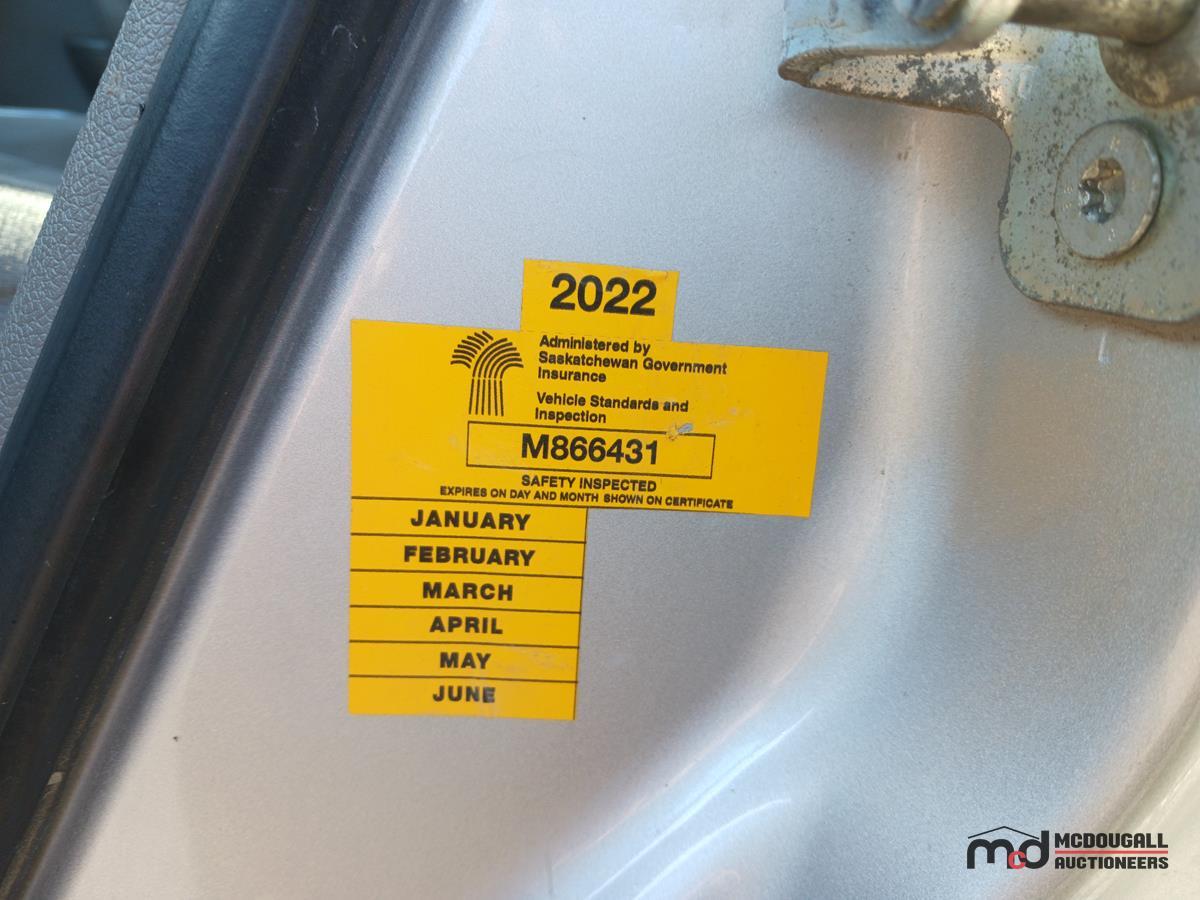 2022
Administered by
Saskatchewan Government
Insurance
Vehicle Standards and
Inspection
M866431
SAFETY INSPECTED
EXPIRES ON DAY AND MONTH SHOWN ON CERTIFICATE
JANUARY
FEBRUARY
MARCH
APRIL
MAY
JUNE
mcd MCDOUGALL
AUCTIONEERS